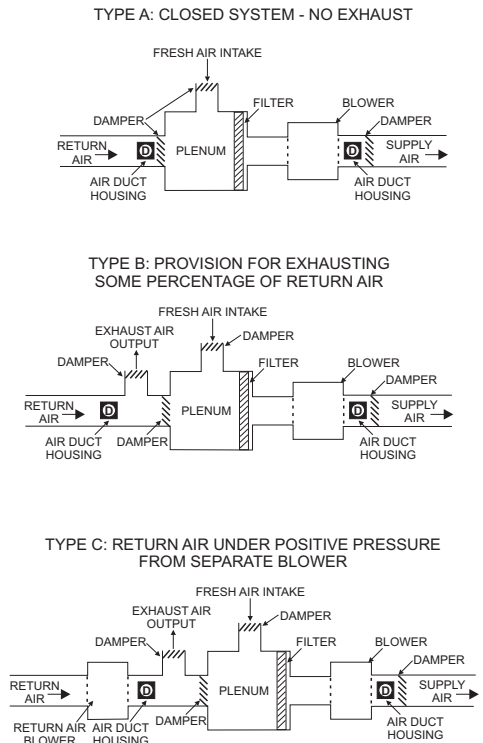 TYPE A: CLOSED SYSTEM - NO EXHAUST
FRESH AIR INTAKE
DAMPER
FILTER
BLOWER
DAMPER
RETURN
AIR
D
PLENUM
D
SUPPLY
AIR
AIR DUCT
HOUSING
AIR DUCT
HOUSING
TYPE B: PROVISION FOR EXHAUSTING
SOME PERCENTAGE OF RETURN AIR
FRESH AIR INTAKE
EXHAUST AIR
OUTPUT
DAMPER
DAMPER
FILTER
BLOWER
DAMPER
RETURN
AIR
D
PLENUM
D
SUPPLY
AIR
AIR DUCT
HOUSING
DAMPER
AIR DUCT
HOUSING
TYPE C: RETURN AIR UNDER POSITIVE PRESSURE
FROM SEPARATE BLOWER
FRESH AIR INTAKE
EXHAUST AIR
OUTPUT
DAMPER
DAMPER
FILTER
BLOWER
DAMPER
RETURN
AIR
D
PLENUM
D
SUPPLY
AIR
RETURN AIR
BLOWER
AIR DUCT
HOUSING
DAMPER
AIR DUCT
HOUSING